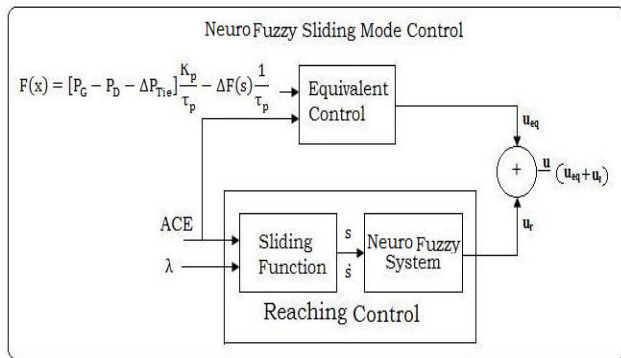 Neuro Fuzzy Sliding Mode Control
F(x) = [P_G − P_D − ΔP_Tie] K_p/τ_p − ΔF(s) 1/τ_p
Equivalent
Control
u_eq
+
u (u_eq+u_r)
ACE
λ
Sliding
Function
s
ṡ
Neuro Fuzzy
System
u_r
Reaching Control